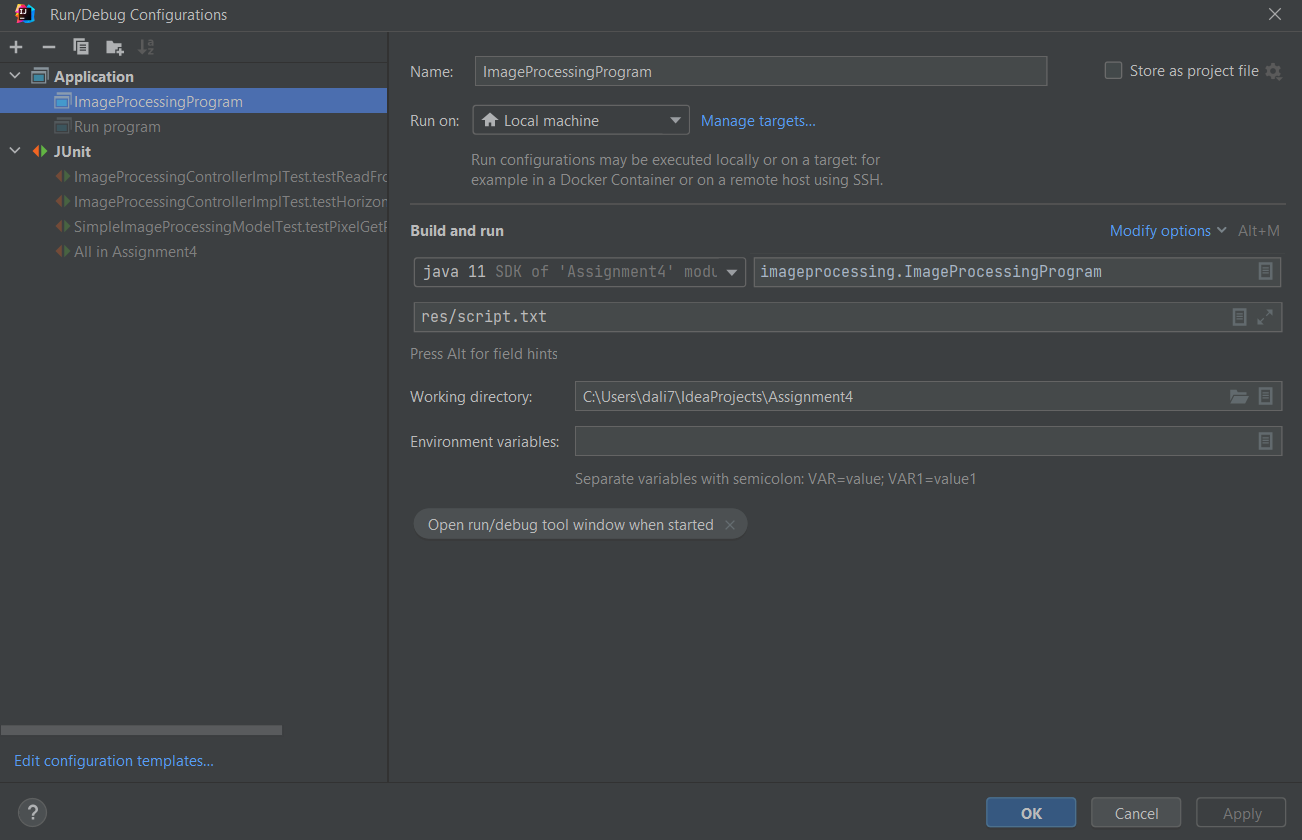 Run/Debug Configurations
Application
ImageProcessingProgram
Run program
JUnit
ImageProcessingControllerImplTest.testReadFro
ImageProcessingControllerImplTest.testHorizon
SimpleImageProcessingModelTest.testPixelGetP
All in Assignment4
Edit configuration templates...
Name: ImageProcessingProgram
Store as project file
Run on: Local machine Manage targets...
Run configurations may be executed locally or on a target: for
example in a Docker Container or on a remote host using SSH.
Build and run
Modify options Alt+M
java 11 SDK of 'Assignment4' modu imageprocessing.ImageProcessingProgram
res/script.txt
Press Alt for field hints
Working directory: C:\Users\dali7\IdeaProjects\Assignment4
Environment variables:
Separate variables with semicolon: VAR=value; VAR1=value1
Open run/debug tool window when started
? OK Cancel Apply